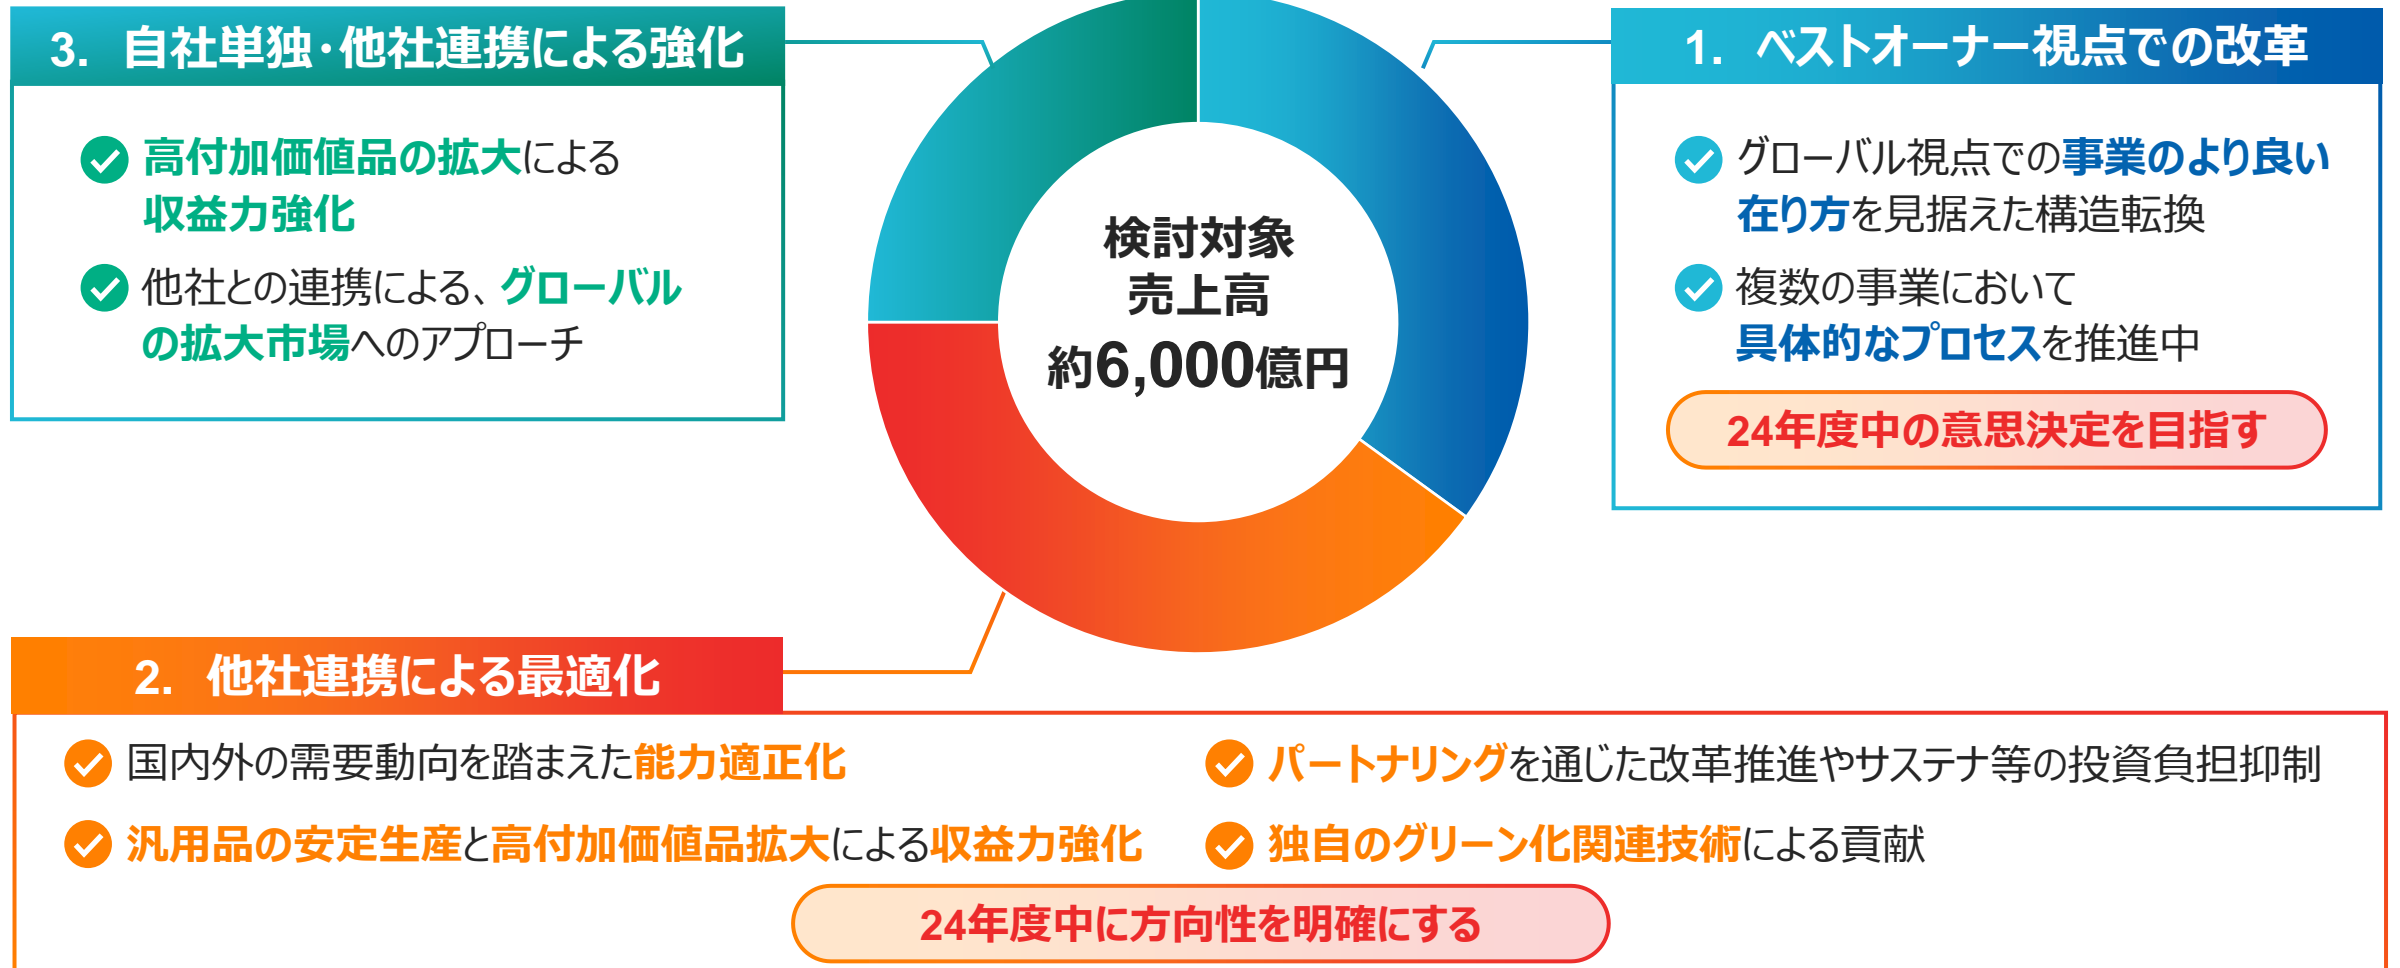 3. 自社単独・他社連携による強化
高付加価値品の拡大による
収益力強化
他社との連携による、グローバル
の拡大市場へのアプローチ
検討対象
売上高
約6,000億円
1. ベストオーナー視点での改革
グローバル視点での事業のより良い
在り方を見据えた構造転換
複数の事業において
具体的なプロセスを推進中
24年度中の意思決定を目指す
2. 他社連携による最適化
国内外の需要動向を踏まえた能力適正化
汎用品の安定生産と高付加価値品拡大による収益力強化
パートナリングを通じた改革推進やサステナ等の投資負担抑制
独自のグリーン化関連技術による貢献
24年度中に方向性を明確にする